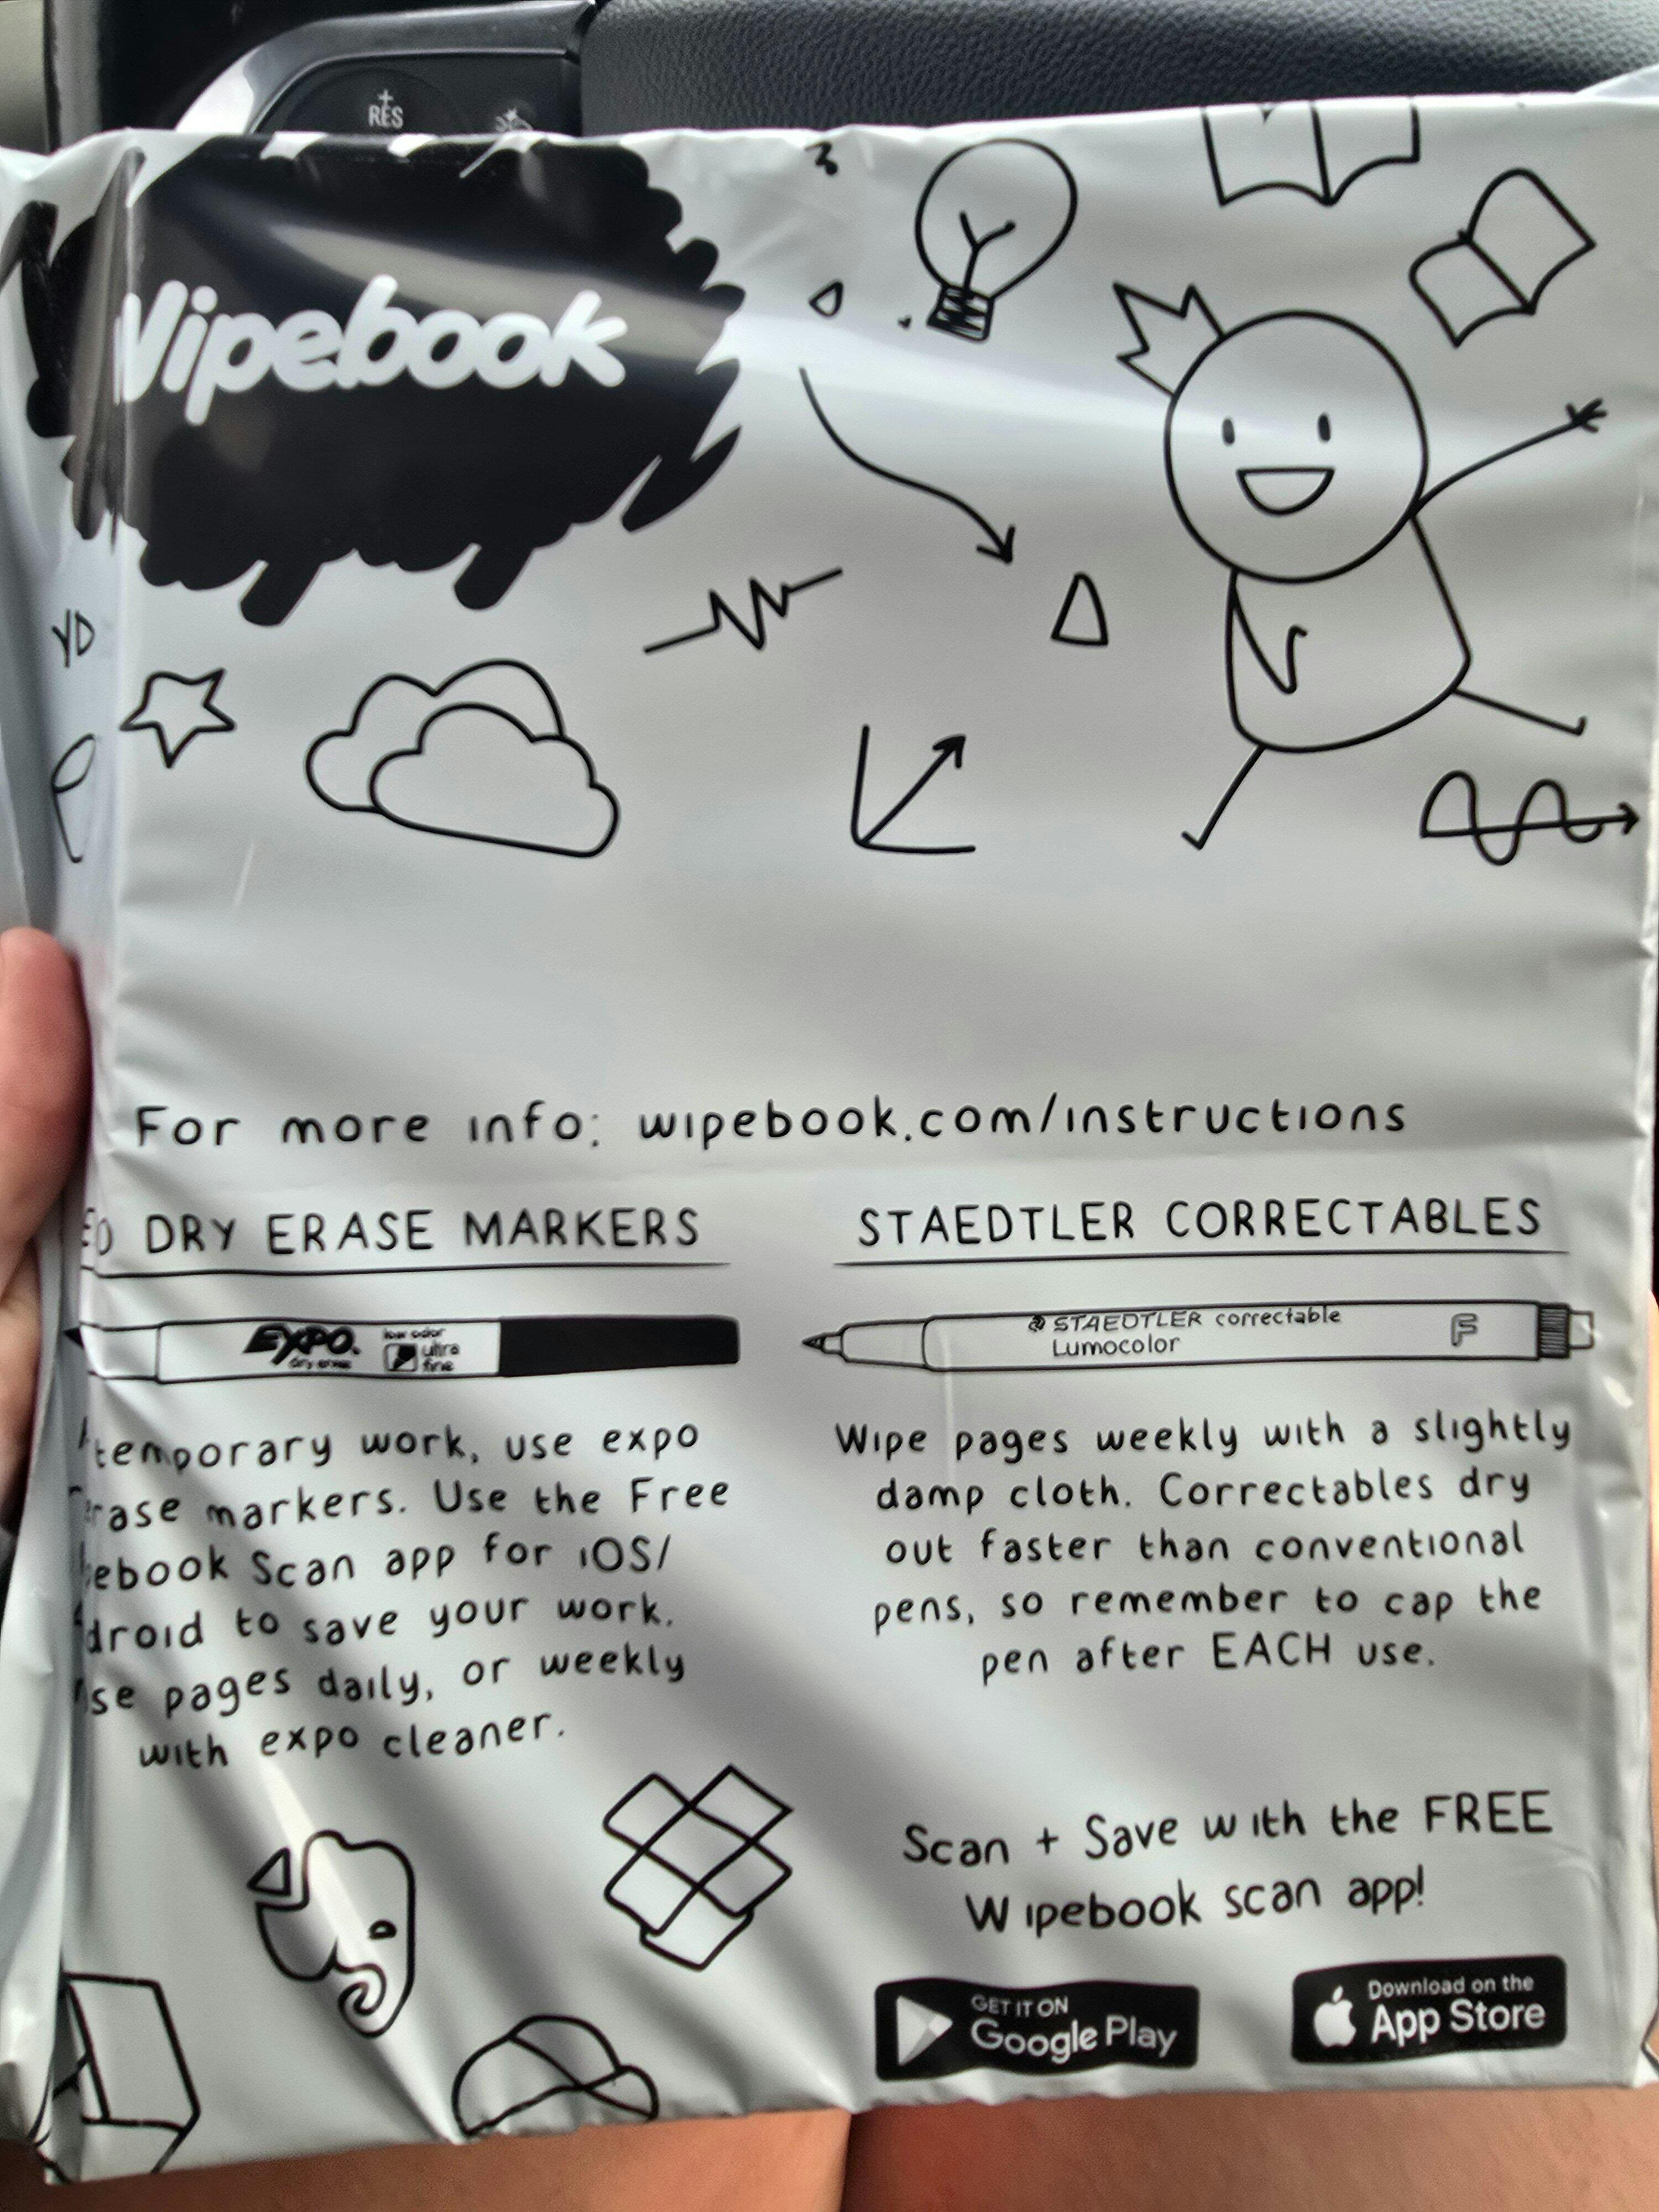 RES
Wipebook
For more info: wipebook.com/instructions
DRY ERASE MARKERS
EXPO.
dry erase
low odor
ultra
fine
temporary work, use expo
erase markers. Use the Free
ebook Scan app for iOS/
droid to save your work.
se pages daily, or weekly
with expo cleaner.
STAEDTLER CORRECTABLES
STAEDTLER correctable
Lumocolor
F
Wipe pages weekly with a slightly
damp cloth. Correctables dry
out faster than conventional
pens, so remember to cap the
pen after EACH use.
Scan + Save with the FREE
Wipebook scan app!
GET IT ON
Google Play
Download on the
App Store